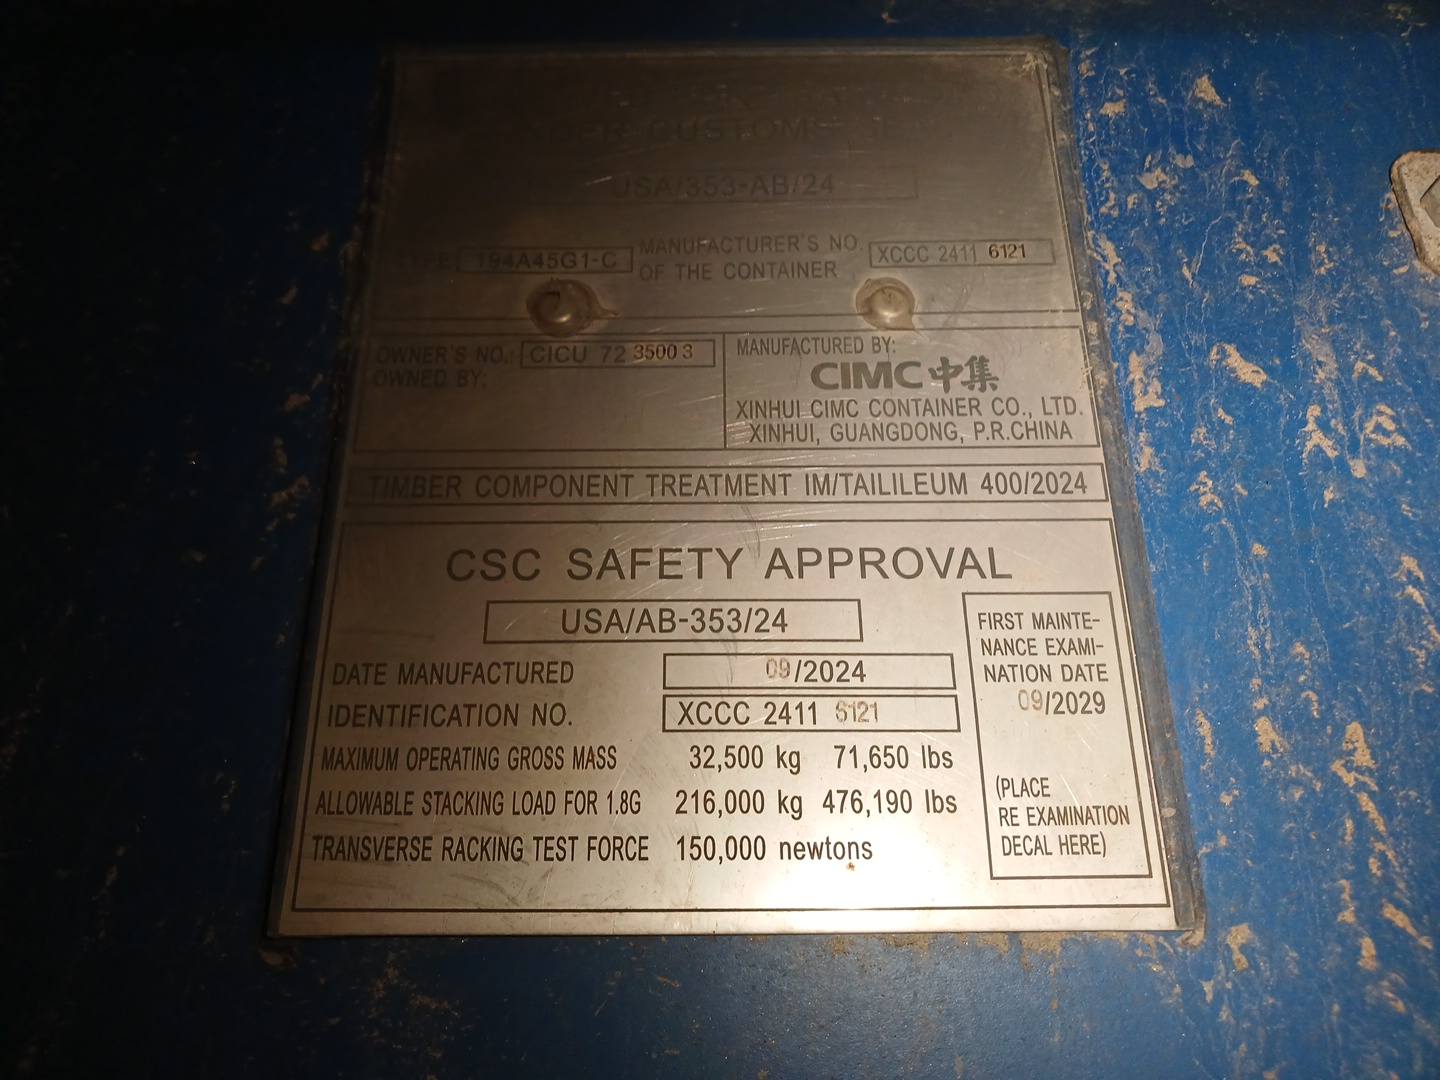 CUSTOMS
USA/353-AB/24
194A45G1-C
MANUFACTURER'S NO.
OF THE CONTAINER
XCCC 2411 6121
OWNER'S NO.: CICU 72 3500 3
OWNED BY:
MANUFACTURED BY:
CIMC中集
XINHUI CIMC CONTAINER CO., LTD.
XINHUI, GUANGDONG, P.R.CHINA
TIMBER COMPONENT TREATMENT IM/TAILILEUM 400/2024
CSC SAFETY APPROVAL
USA/AB-353/24
DATE MANUFACTURED 09/2024
IDENTIFICATION NO. XCCC 2411 6121
MAXIMUM OPERATING GROSS MASS 32,500 kg 71,650 lbs
ALLOWABLE STACKING LOAD FOR 1.8G 216,000 kg 476,190 lbs
TRANSVERSE RACKING TEST FORCE 150,000 newtons
FIRST MAINTE-
NANCE EXAMI-
NATION DATE
09/2029
(PLACE
RE EXAMINATION
DECAL HERE)